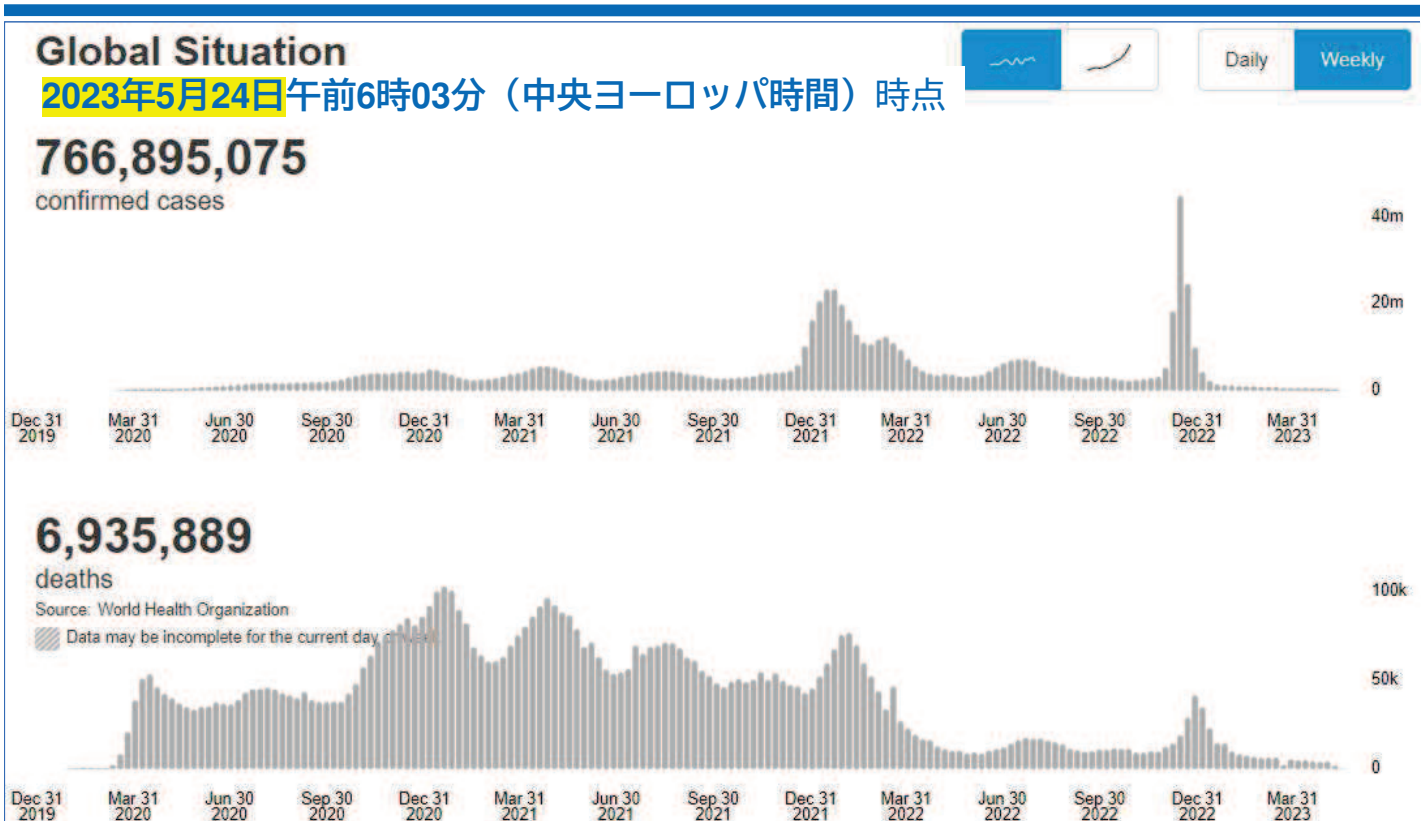 Global Situation
Daily
Weekly
2023年5月24日午前6時03分（中央ヨーロッパ時間）時点
766,895,075
confirmed cases
40m
20m
0
Dec 31 Mar 31 Jun 30 Sep 30 Dec 31 Mar 31 Jun 30 Sep 30 Dec 31 Mar 31 Jun 30 Sep 30 Dec 31 Mar 31
2019 2020 2020 2020 2020 2021 2021 2021 2021 2022 2022 2022 2022 2023
6,935,889
deaths
100k
Source: World Health Organization
Data may be incomplete for the current day
50k
0
Dec 31 Mar 31 Jun 30 Sep 30 Dec 31 Mar 31 Jun 30 Sep 30 Dec 31 Mar 31 Jun 30 Sep 30 Dec 31 Mar 31
2019 2020 2020 2020 2020 2021 2021 2021 2021 2022 2022 2022 2022 2023